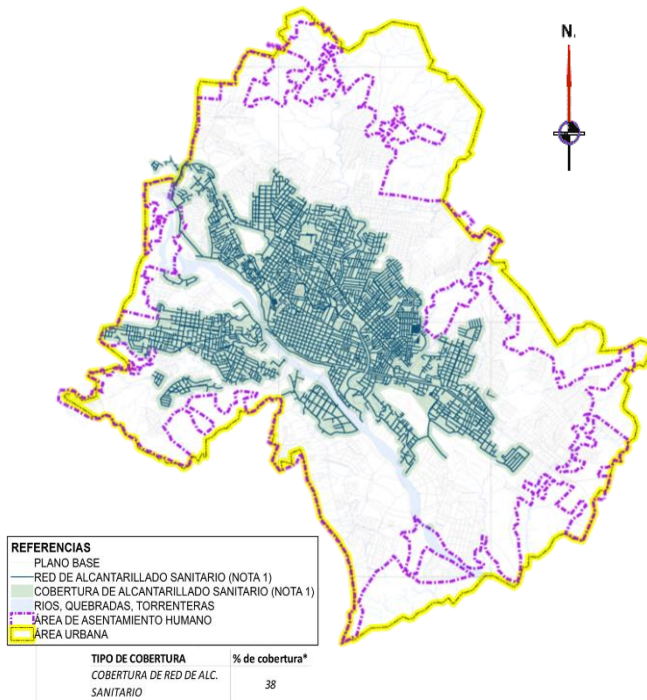 N.
REFERENCIAS
PLANO BASE
RED DE ALCANTARILLADO SANITARIO (NOTA 1)
COBERTURA DE ALCANTARILLADO SANITARIO (NOTA 1)
RIOS, QUEBRADAS, TORRENTERAS
ÁREA DE ASENTAMIENTO HUMANO
ÁREA URBANA
TIPO DE COBERTURA % de cobertura*
COBERTURA DE RED DE ALC.
SANITARIO
38